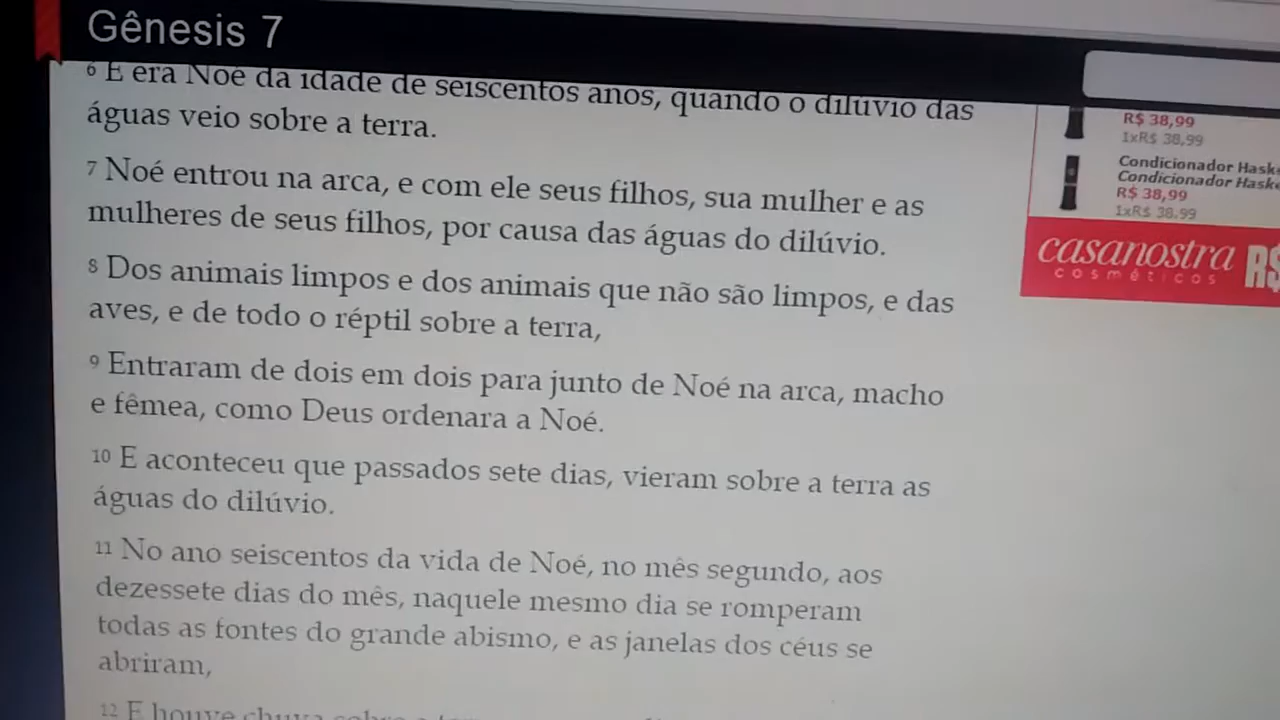 Gênesis 7
6 E era Noé da idade de seiscentos anos, quando o dilúvio das
águas veio sobre a terra.
7 Noé entrou na arca, e com ele seus filhos, sua mulher e as
mulheres de seus filhos, por causa das águas do dilúvio.
8 Dos animais limpos e dos animais que não são limpos, e das
aves, e de todo o réptil sobre a terra,
9 Entraram de dois em dois para junto de Noé na arca, macho
e fêmea, como Deus ordenara a Noé.
10 E aconteceu que passados sete dias, vieram sobre a terra as
águas do dilúvio.
11 No ano seiscentos da vida de Noé, no mês segundo, aos
dezessete dias do mês, naquele mesmo dia se romperam
todas as fontes do grande abismo, e as janelas dos céus se
abriram,
12 E houve chuva sobre a
R$ 38,99
1xR$ 38,99
Condicionador Haske
Condicionador Haske
R$ 38,99
1xR$ 38,99
casanostra R$
cosméticos